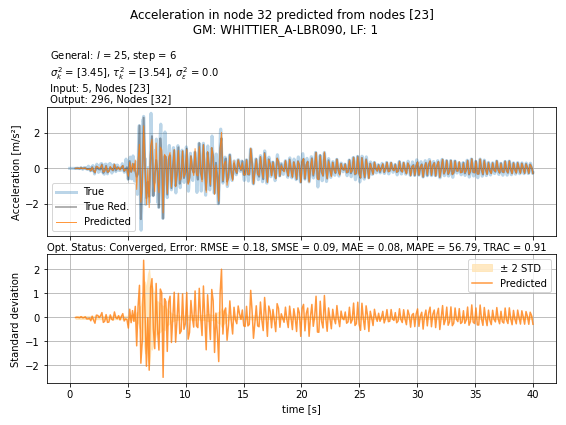 Acceleration in node 32 predicted from nodes [23]
GM: WHITTIER_A-LBR090, LF: 1
General: l = 25, step = 6
σ_k^2 = [3.45], τ_k^2 = [3.54], σ_ε^2 = 0.0
Input: 5, Nodes [23]
Output: 296, Nodes [32]
Acceleration [m/s²]
2
0
−2
True
True Red.
Predicted
Opt. Status: Converged, Error: RMSE = 0.18, SMSE = 0.09, MAE = 0.08, MAPE = 56.79, TRAC = 0.91
Standard deviation
2
1
0
−1
−2
± 2 STD
Predicted
0 5 10 15 20 25 30 35 40
time [s]